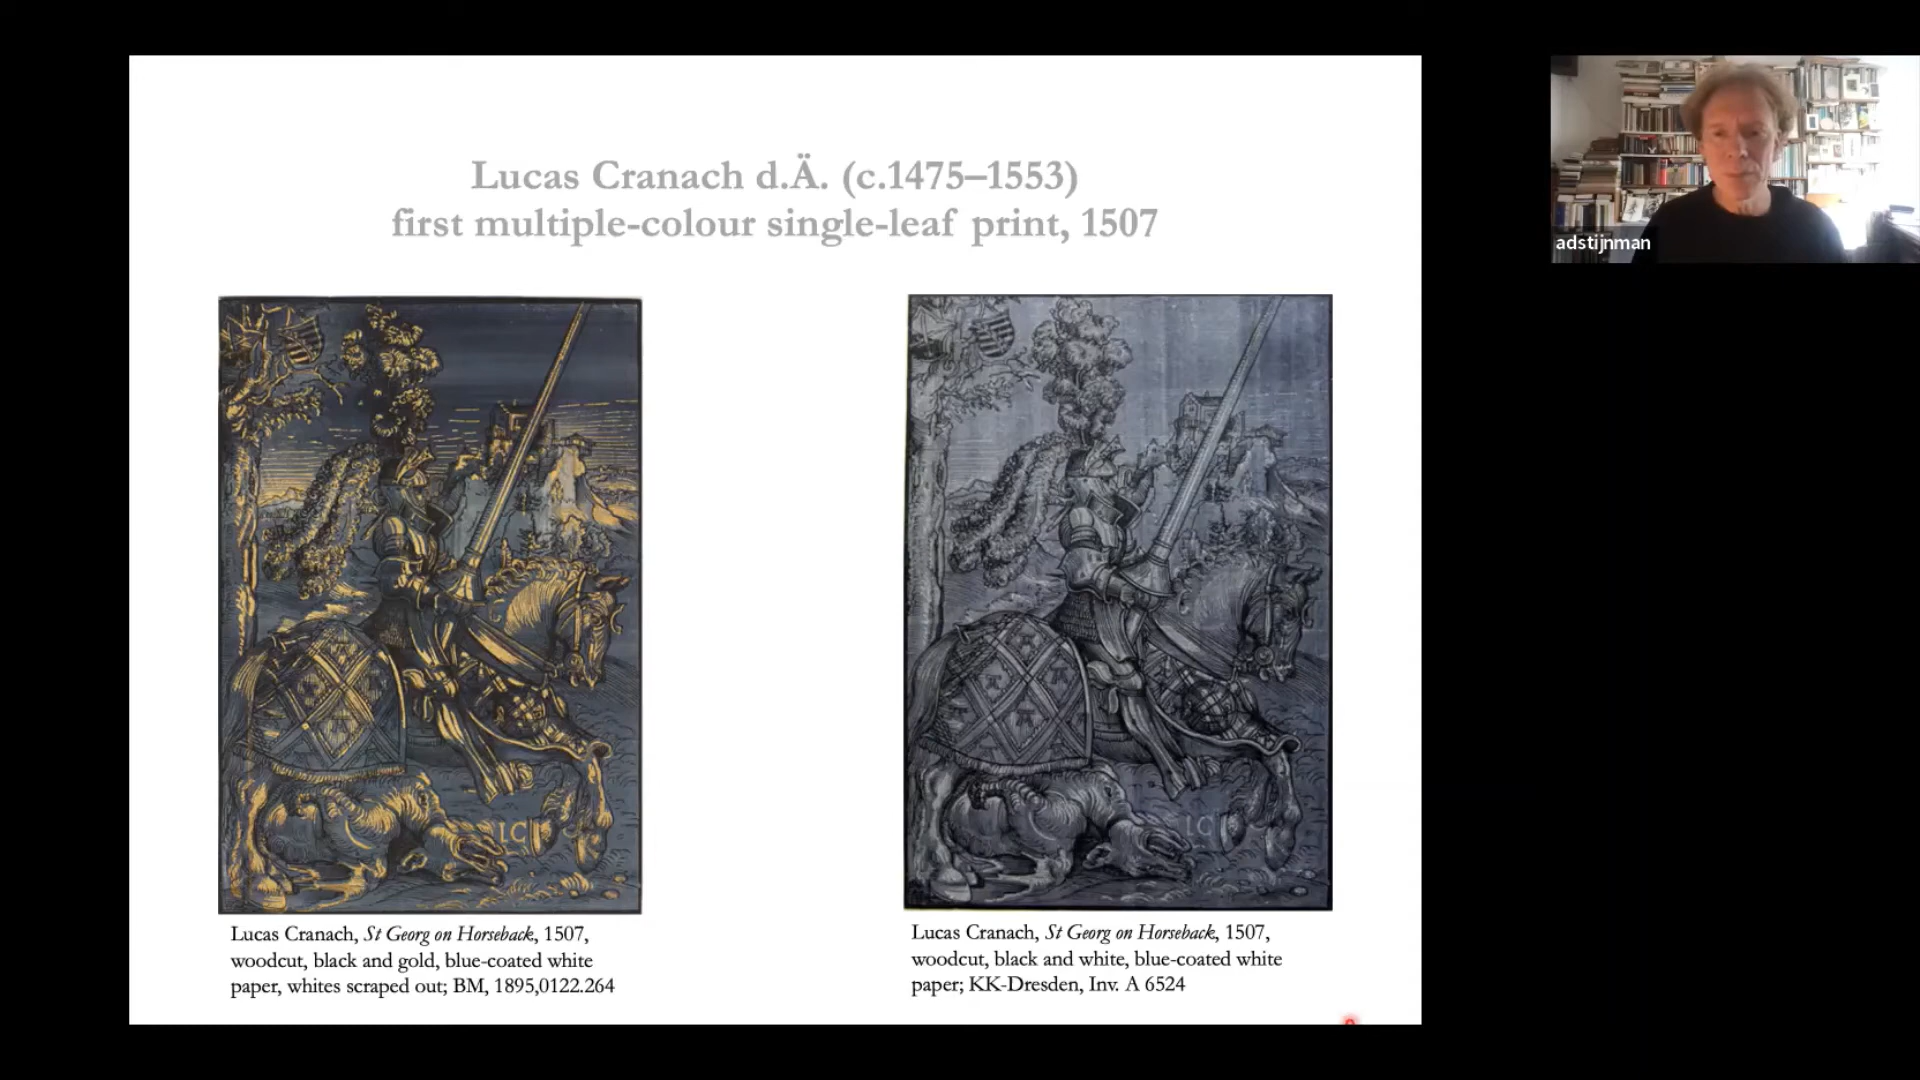 Lucas Cranach d.Ä. (c.1475–1553)
first multiple-colour single-leaf print, 1507
adstijnman
LC
LC
Lucas Cranach, St Georg on Horseback, 1507,
woodcut, black and gold, blue-coated white
paper, whites scraped out; BM, 1895,0122.264
Lucas Cranach, St Georg on Horseback, 1507,
woodcut, black and white, blue-coated white
paper; KK-Dresden, Inv. A 6524